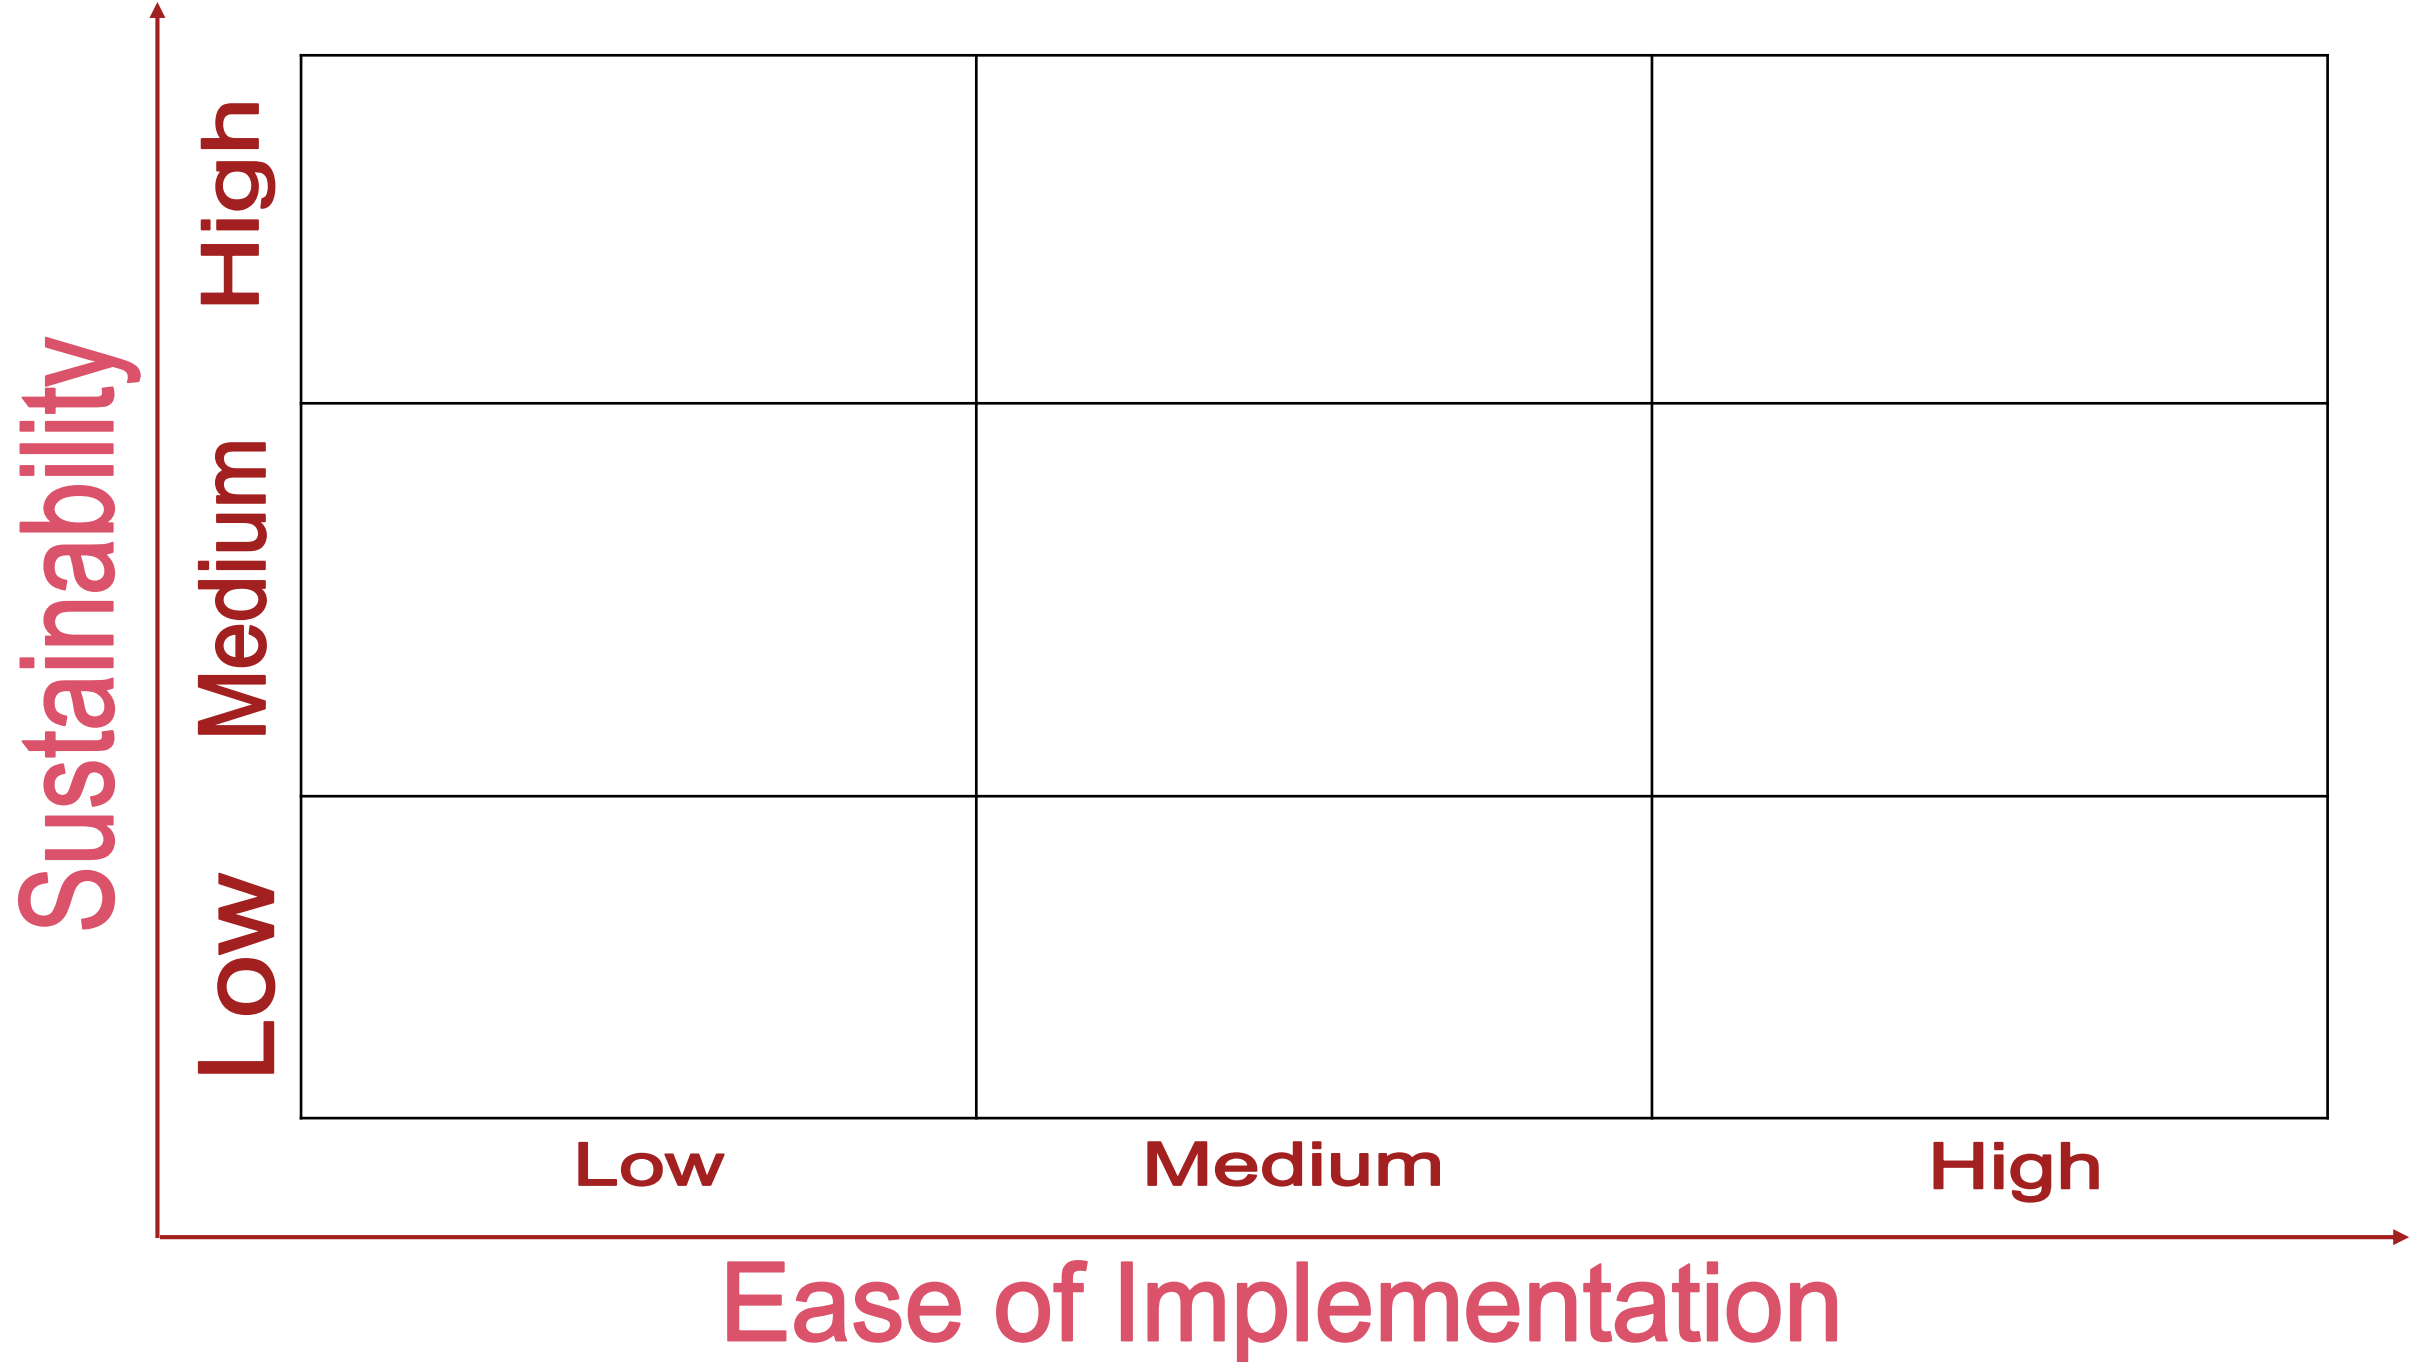 Sustainability
High
Medium
Low
Low Medium High
Ease of Implementation